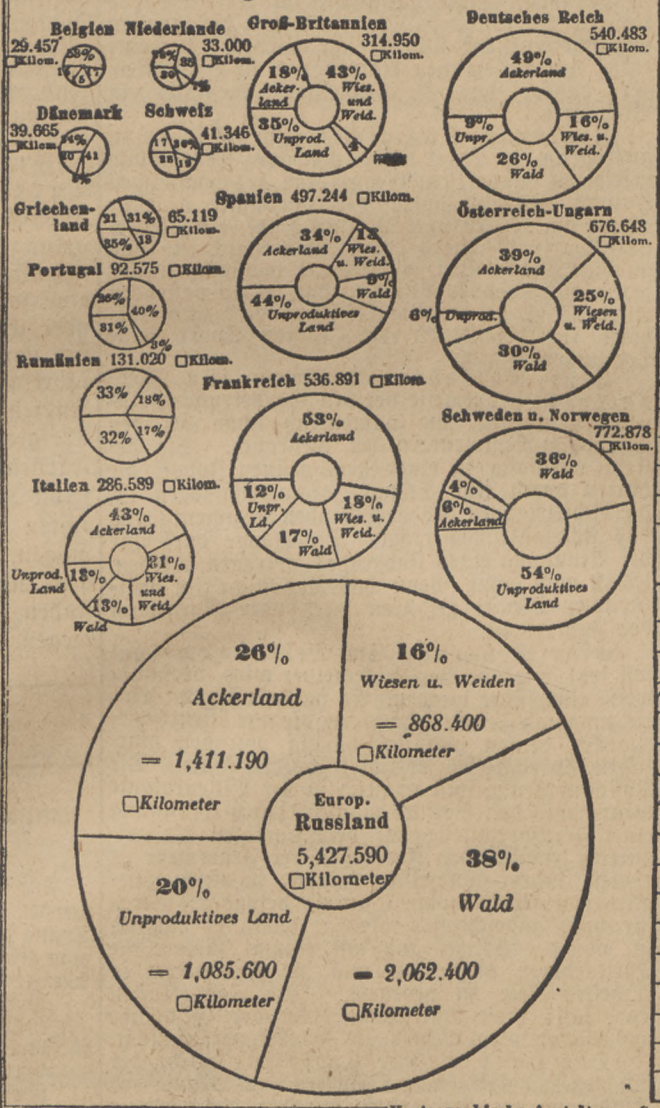 Belgien
29.457
□Kilom.
Niederlande
33.000
□Kilom.
Groß-Britannien
314.950
□Kilom.
18%
Acker-
land
43%
Wies.
und
Weid.
35%
Unprod.
Land
4
Deutsches Reich
540.483
□Kilom.
49%
Ackerland
9%
Unpr.
16%
Wies. u.
Weid.
26%
Wald
Dänemark
39.665
□Kilom.
41
Schweiz
41.346
□Kilom.
17
Griechen-
land
65.119
□Kilom.
21
31%
35%
18
Spanien 497.244 □Kilom.
34%
Ackerland
Wies.
u. Weid.
Wald
44%
Unproduktives
Land
Österreich-Ungarn
676.648
□Kilom.
39%
Ackerland
25%
Wiesen
u. Weid.
6%
Unprod.
30%
Wald
Portugal 92.575 □Kilom.
26%
40%
31%
3%
Rumänien 131.020 □Kilom.
33%
18%
32%
17%
Frankreich 536.891 □Kilom.
53%
Ackerland
12%
Unpr.
Ld.
18%
Wies. u.
Weid.
17%
Wald
Schweden u. Norwegen
772.878
□Kilom.
36%
Wald
4%
6%
Ackerland
54%
Unproduktives
Land
Italien 286.589 □Kilom.
43%
Ackerland
31%
Wies.
und
Weid.
Unprod.
Land
13%
13%
Wald
26%
Ackerland
= 1,411.190
□Kilometer
16%
Wiesen u. Weiden
= 868.400
□Kilometer
Europ.
Russland
5,427.590
□Kilometer
20%
Unproduktives Land
= 1,085.600
□Kilometer
38%
Wald
= 2,062.400
□Kilometer